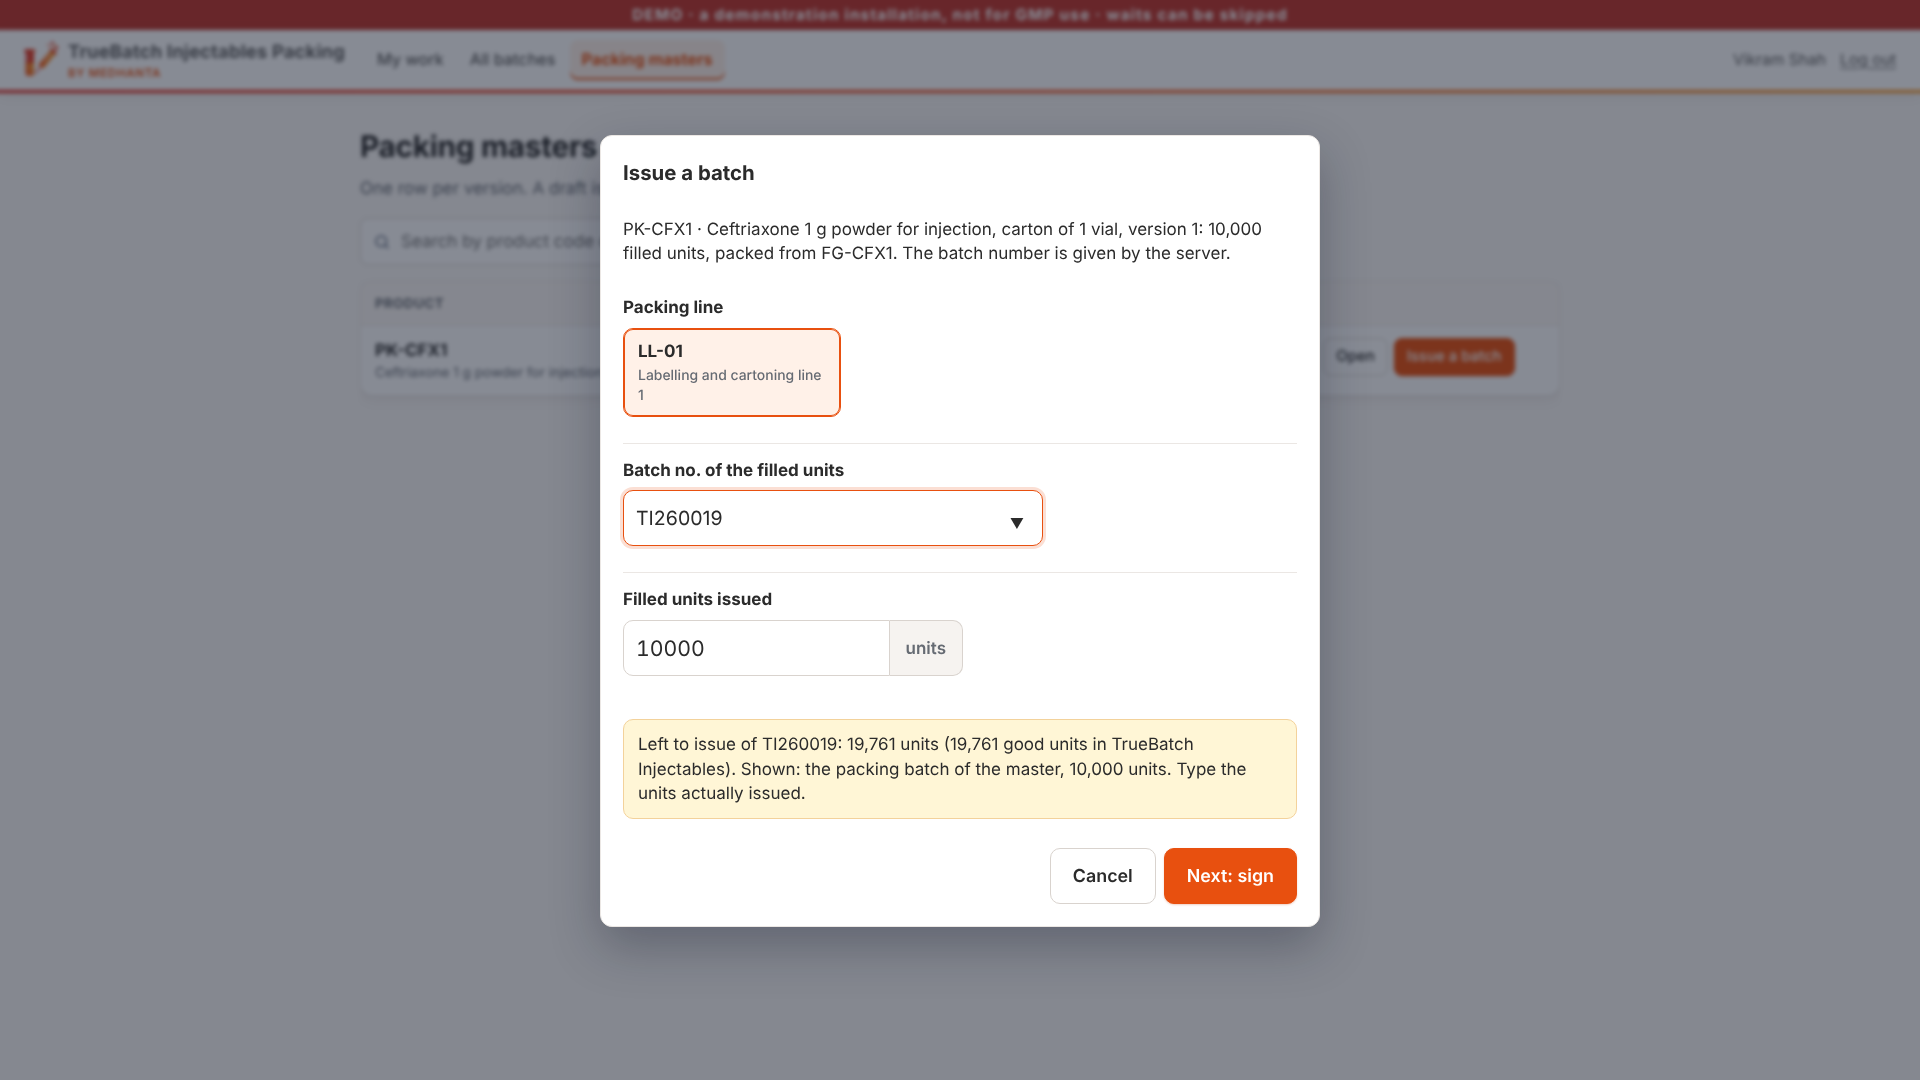 DEMO · a demonstration installation, not for GMP use · waits can be skipped
TrueBatch Injectables Packing
BY MEDHANTA
My work
All batches
Packing masters
Vikram Shah
Log out
Packing masters
One row per version. A draft
Search by product code
PRODUCT
PK-CFX1
Ceftriaxone 1 g powder for injection
Open
Issue a batch
Issue a batch
PK-CFX1 · Ceftriaxone 1 g powder for injection, carton of 1 vial, version 1: 10,000
filled units, packed from FG-CFX1. The batch number is given by the server.
Packing line
LL-01
Labelling and cartoning line
1
Batch no. of the filled units
TI260019
Filled units issued
10000
units
Left to issue of TI260019: 19,761 units (19,761 good units in TrueBatch
Injectables). Shown: the packing batch of the master, 10,000 units. Type the
units actually issued.
Cancel
Next: sign